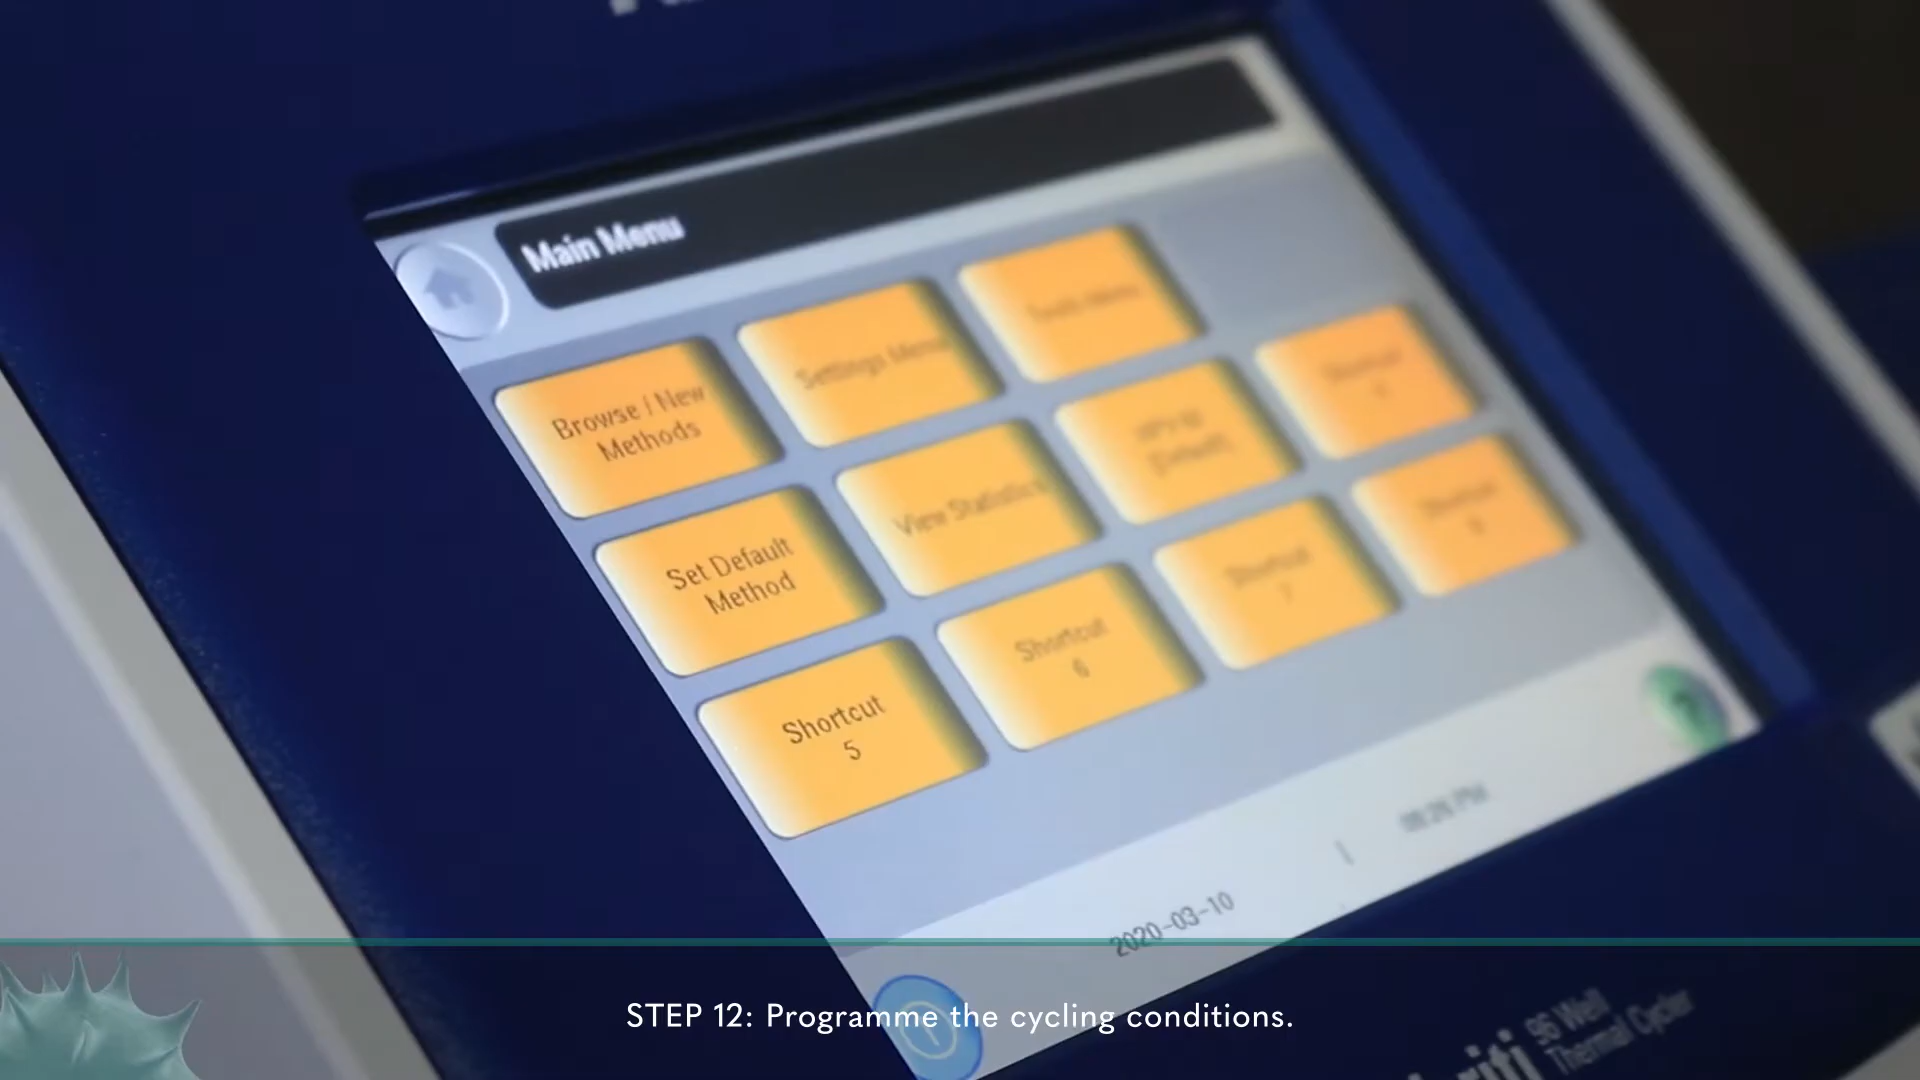 Main Menu
Browse / New
Methods
Settings Menu
Set Default
Method
View Statistics
Shortcut
5
Shortcut
6
Shortcut
7
2020-03-10
96 Well
Thermal Cycler
STEP 12: Programme the cycling conditions.